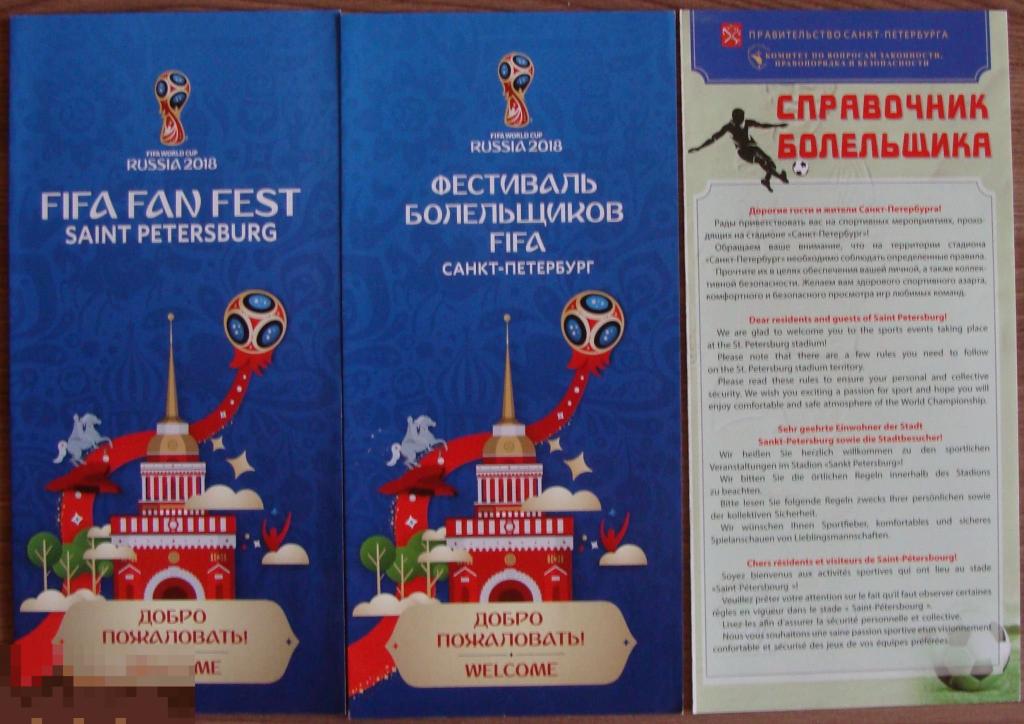 FIFA WORLD CUP
RUSSIA 2018
FIFA FAN FEST
SAINT PETERSBURG
ДОБРО
ПОЖАЛОВАТЬ!
ME
FIFA WORLD CUP
RUSSIA 2018
ФЕСТИВАЛЬ
БОЛЕЛЬЩИКОВ
FIFA
САНКТ-ПЕТЕРБУРГ
ДОБРО
ПОЖАЛОВАТЬ!
WELCOME
ПРАВИТЕЛЬСТВО САНКТ-ПЕТЕРБУРГА
КОМИТЕТ ПО ВОПРОСАМ ЗАКОННОСТИ,
ПРАВОПОРЯДКА И БЕЗОПАСНОСТИ
СПРАВОЧНИК
БОЛЕЛЬЩИКА
Дорогие гости и жители Санкт-Петербурга!
Рады приветствовать вас на спортивных мероприятиях, прохо-
дящих на стадионе «Санкт-Петербург»!
Обращаем ваше внимание, что на территории стадиона
«Санкт-Петербург» необходимо соблюдать определенные правила.
Прочтите их в целях обеспечения вашей личной, а также коллек-
тивной безопасности. Желаем вам здорового спортивного азарта,
комфортного и безопасного просмотра игр любимых команд.
Dear residents and guests of Saint Petersburg!
We are glad to welcome you to the sports events taking place
at the St. Petersburg stadium!
Please note that there are a few rules you need to follow
on the St. Petersburg stadium territory.
Please read these rules to ensure your personal and collective
security. We wish you exciting a passion for sport and hope you will
enjoy comfortable and safe atmosphere of the World Championship.
Sehr geehrte Einwohner der Stadt
Sankt-Petersburg sowie die Stadtbesucher!
Wir heißen Sie herzlich willkommen zu den sportlichen
Veranstaltungen im Stadion «Sankt Petersburg»!
Wir bitten Sie die örtlichen Regeln innerhalb des Stadions
zu beachten.
Bitte lesen Sie folgende Regeln zwecks Ihrer persönlichen sowie
der kollektiven Sicherheit.
Wir wünschen Ihnen Sportfieber, komfortables und sicheres
Spielanschauen von Lieblingsmannschaften.
Chers résidents et visiteurs de Saint-Pétersbourg!
Soyez bienvenus aux activités sportives qui ont lieu au stade
«Saint-Pétersbourg »!
Veuillez prêter votre attention sur le fait qu'il faut observer certaines
règles en vigueur dans le stade « Saint-Pétersbourg ».
Lisez-les afin d'assurer la sécurité personnelle et collective.
Nous vous souhaitons une saine passion sportive et un visionnement
confortable et sécurisé des jeux de vos équipes préférées.